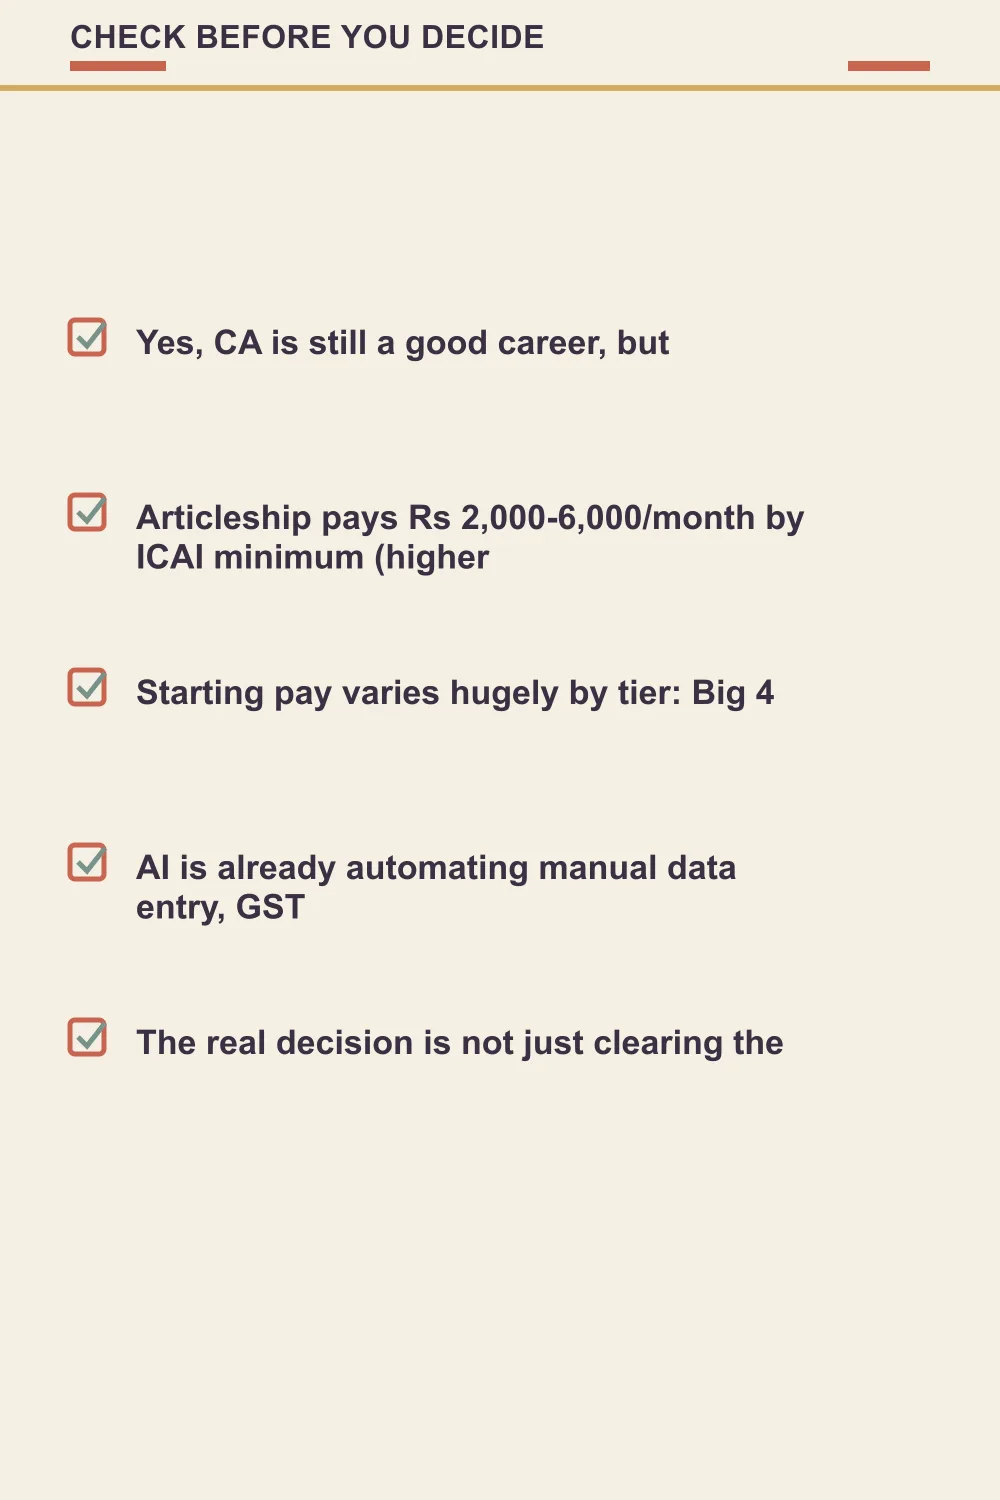 CHECK BEFORE YOU DECIDE
Yes, CA is still a good career, but
Articleship pays Rs 2,000-6,000/month by
ICAI minimum (higher
Starting pay varies hugely by tier: Big 4
AI is already automating manual data
entry, GST
The real decision is not just clearing the